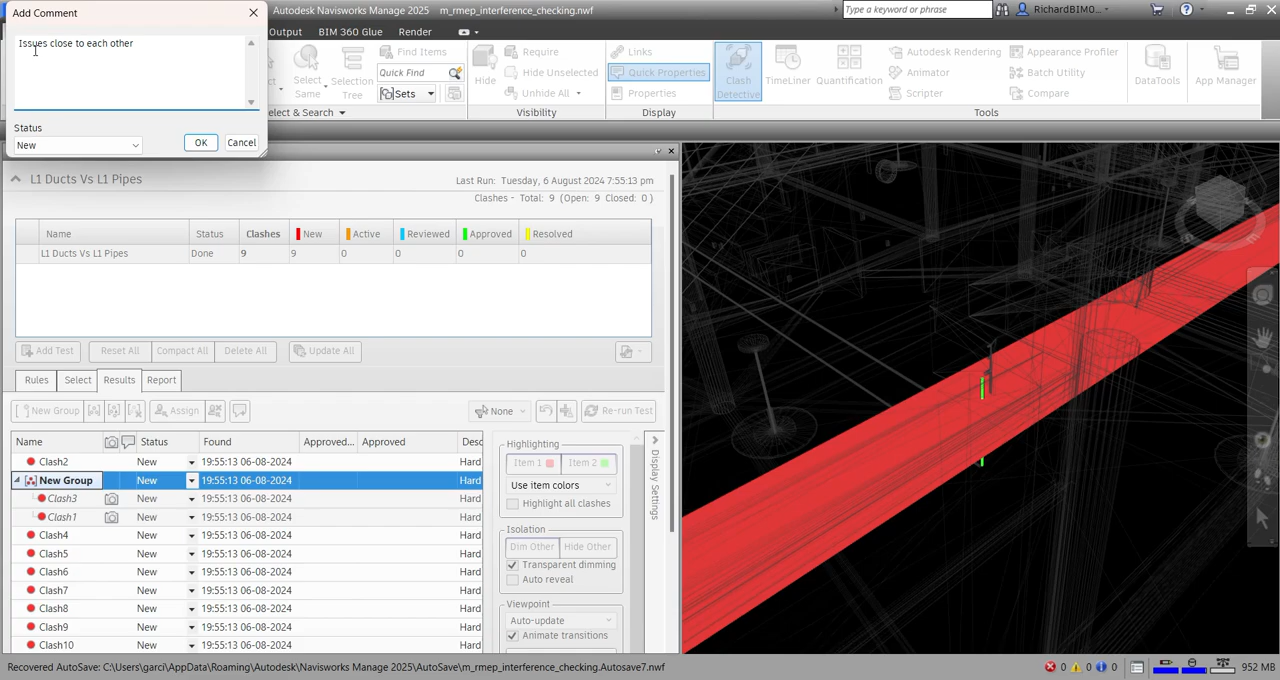 Add Comment
Issues close to each other
Status
New
OK
Cancel
Autodesk Navisworks Manage 2025 m_rmep_interference_checking.nwf
Type a keyword or phrase
RichardBIMO...
Output BIM 360 Glue Render
Select Same
Selection Tree
Find Items
Quick Find
Sets
elect & Search
Hide
Require
Hide Unselected
Unhide All
Visibility
Links
Quick Properties
Properties
Display
Clash Detective
TimeLiner
Quantification
Autodesk Rendering
Animator
Scripter
Appearance Profiler
Batch Utility
Compare
Tools
DataTools
App Manager
L1 Ducts Vs L1 Pipes
Last Run: Tuesday, 6 August 2024 7:55:13 pm
Clashes - Total: 9 (Open: 9 Closed: 0 )
Name Status Clashes New Active Reviewed Approved Resolved
L1 Ducts Vs L1 Pipes Done 9 9 0 0 0 0
Add Test Reset All Compact All Delete All Update All
Rules Select Results Report
New Group Assign None Re-run Test
Name Status Found Approved... Approved Desc
Clash2 New 19:55:13 06-08-2024 Hard
New Group New 19:55:13 06-08-2024 Hard
Clash3 New 19:55:13 06-08-2024 Hard
Clash1 New 19:55:13 06-08-2024 Hard
Clash4 New 19:55:13 06-08-2024 Hard
Clash5 New 19:55:13 06-08-2024 Hard
Clash6 New 19:55:13 06-08-2024 Hard
Clash7 New 19:55:13 06-08-2024 Hard
Clash8 New 19:55:13 06-08-2024 Hard
Clash9 New 19:55:13 06-08-2024 Hard
Clash10 New 19:55:13 06-08-2024 Hard
Highlighting
Item 1 Item 2
Use item colors
Highlight all clashes
Isolation
Dim Other Hide Other
Transparent dimming
Auto reveal
Viewpoint
Auto-update
Animate transitions
Display Settings
Recovered AutoSave: C:\Users\garci\AppData\Roaming\Autodesk\Navisworks Manage 2025\AutoSave\m_rmep_interference_checking.Autosave7.nwf
0 0 0 952 MB